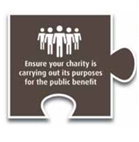 Ensure your charity is
carrying out its purposes
for the public benefit